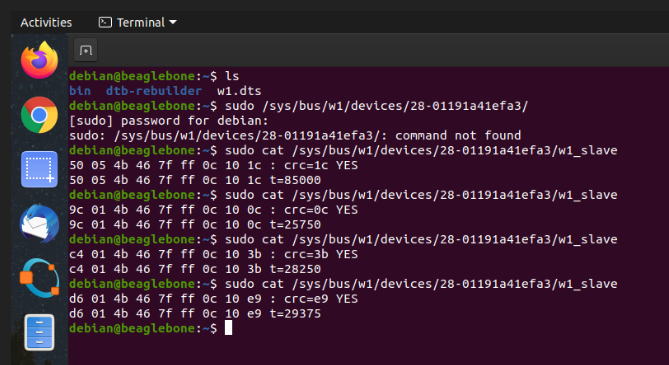 Activities
Terminal
debian@beaglebone:~$ ls
bin dtb-rebuilder w1.dts
debian@beaglebone:~$ sudo /sys/bus/w1/devices/28-01191a41efa3/
[sudo] password for debian:
sudo: /sys/bus/w1/devices/28-01191a41efa3/: command not found
debian@beaglebone:~$ sudo cat /sys/bus/w1/devices/28-01191a41efa3/w1_slave
50 05 4b 46 7f ff 0c 10 1c : crc=1c YES
50 05 4b 46 7f ff 0c 10 1c t=85000
debian@beaglebone:~$ sudo cat /sys/bus/w1/devices/28-01191a41efa3/w1_slave
9c 01 4b 46 7f ff 0c 10 0c : crc=0c YES
9c 01 4b 46 7f ff 0c 10 0c t=25750
debian@beaglebone:~$ sudo cat /sys/bus/w1/devices/28-01191a41efa3/w1_slave
c4 01 4b 46 7f ff 0c 10 3b : crc=3b YES
c4 01 4b 46 7f ff 0c 10 3b t=28250
debian@beaglebone:~$ sudo cat /sys/bus/w1/devices/28-01191a41efa3/w1_slave
d6 01 4b 46 7f ff 0c 10 e9 : crc=e9 YES
d6 01 4b 46 7f ff 0c 10 e9 t=29375
debian@beaglebone:~$